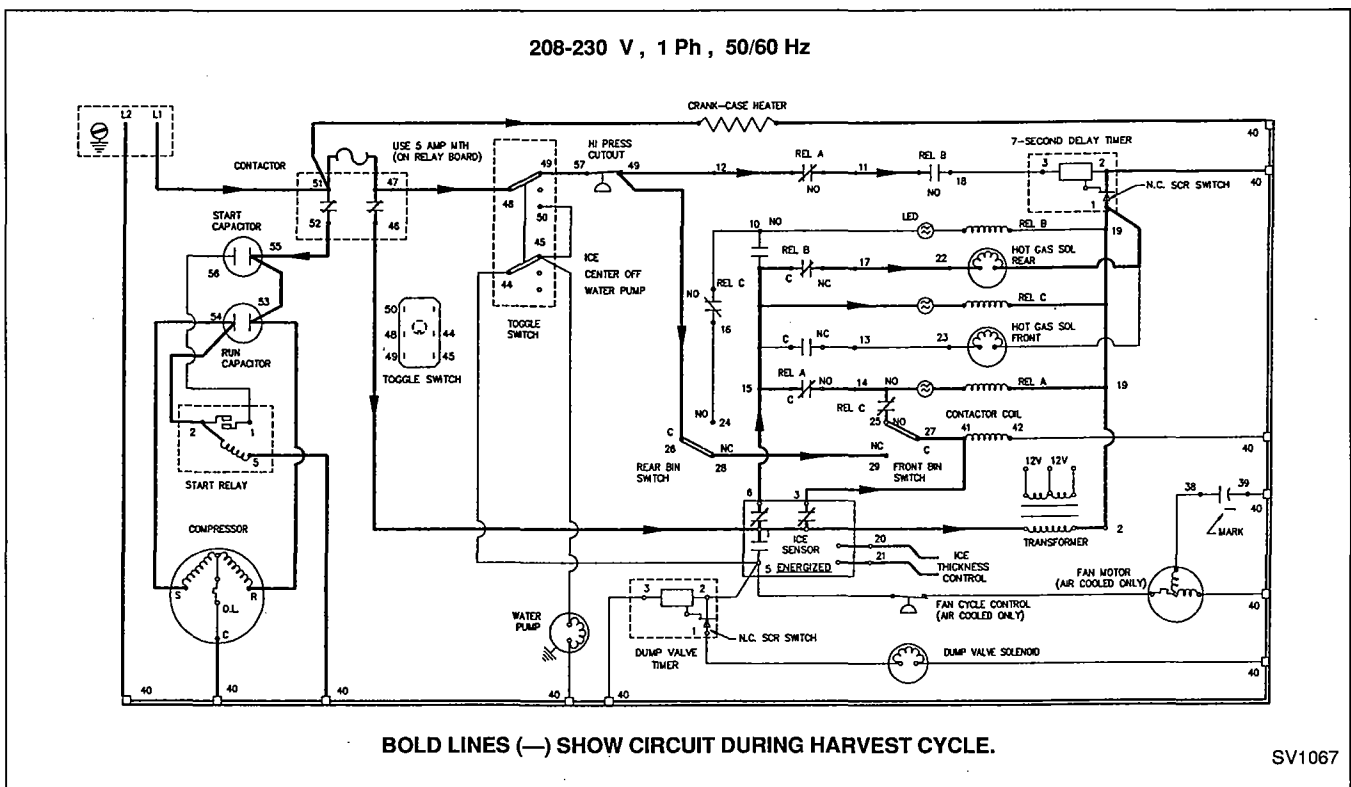 208-230 V , 1 Ph , 50/60 Hz
L2 L1
CRANK-CASE HEATER
40
USE 5 AMP MTH
(ON RELAY BOARD)
CONTACTOR
51 47
52 46
HI PRESS
CUTOUT
49 57 49
48
50
45
44
ICE
CENTER OFF
WATER PUMP
TOGGLE
SWITCH
12
REL A
NO
11
REL B
NO
18
7-SECOND DELAY TIMER
3 2
1
40
N.C. SCR SWITCH
START
CAPACITOR
55
56
53
54
RUN
CAPACITOR
50
48 44
49 45
TOGGLE SWITCH
10 NO
LED
REL B
19
REL B
C NC
17 22
HOT GAS SOL
REAR
REL C
NO
16
REL C
C NC
13 23
HOT GAS SOL
FRONT
15
REL A
C NO
14 NO
REL A
19
REL C
NO
25
NO 24
C
26
NC
28
REAR BIN
SWITCH
NC
29
27
C
FRONT BIN
SWITCH
CONTACTOR COIL
41 42
40
2 1
5
START RELAY
COMPRESSOR
S R
O.L.
C
6 3
1
ICE
SENSOR
5 ENERGIZED
20
21
ICE
THICKNESS
CONTROL
12V 12V
TRANSFORMER
2
38 39
40
MARK
FAN MOTOR
(AIR COOLED ONLY)
40
FAN CYCLE CONTROL
(AIR COOLED ONLY)
WATER
PUMP
3 2
1
N.C. SCR SWITCH
DUMP VALVE
TIMER
DUMP VALVE SOLENOID
40
40 40 40 40 40
BOLD LINES (—) SHOW CIRCUIT DURING HARVEST CYCLE.
SV1067